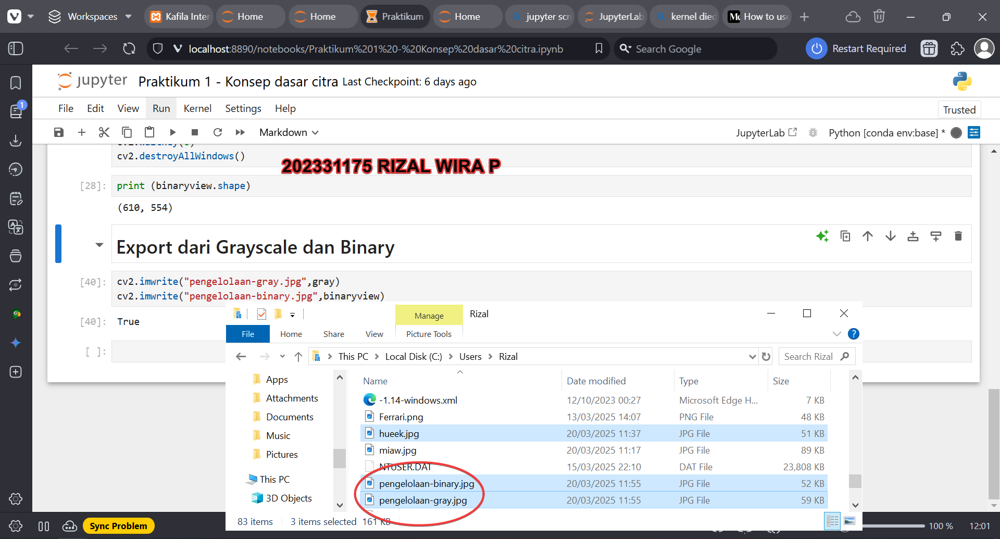 Workspaces
Kafila Inter
Home
Home
Praktikum
Home
jupyter scr
JupyterLab
kernel died
How to us
localhost:8890/notebooks/Praktikum%201%20-%20Konsep%20dasar%20citra.ipynb
Search Google
Restart Required
jupyter
Praktikum 1 - Konsep dasar citra Last Checkpoint: 6 days ago
File Edit View Run Kernel Settings Help
Trusted
Markdown
JupyterLab
Python [conda env:base] *
1
cv2.destroyAllWindows()
202331175 RIZAL WIRA P
[28]: print (binaryview.shape)
(610, 554)
Export dari Grayscale dan Binary
[40]: cv2.imwrite("pengelolaan-gray.jpg",gray)
cv2.imwrite("pengelolaan-binary.jpg",binaryview)
[40]: True
[ ]:
Manage
Rizal
File Home Share View Picture Tools
?
This PC > Local Disk (C:) > Users > Rizal
Search Rizal
Apps
Attachments
Documents
Music
Pictures
This PC
3D Objects
Name Date modified Type Size
-1.14-windows.xml 12/10/2023 00:27 Microsoft Edge H... 7 KB
Ferrari.png 13/03/2025 14:07 PNG File 48 KB
hueek.jpg 20/03/2025 11:37 JPG File 51 KB
miaw.jpg 20/03/2025 11:17 JPG File 89 KB
NTUSER.DAT 15/03/2025 22:10 DAT File 23,808 KB
pengelolaan-binary.jpg 20/03/2025 11:55 JPG File 52 KB
pengelolaan-gray.jpg 20/03/2025 11:55 JPG File 59 KB
83 items 3 items selected 161 KB
Sync Problem
100 %
12:01